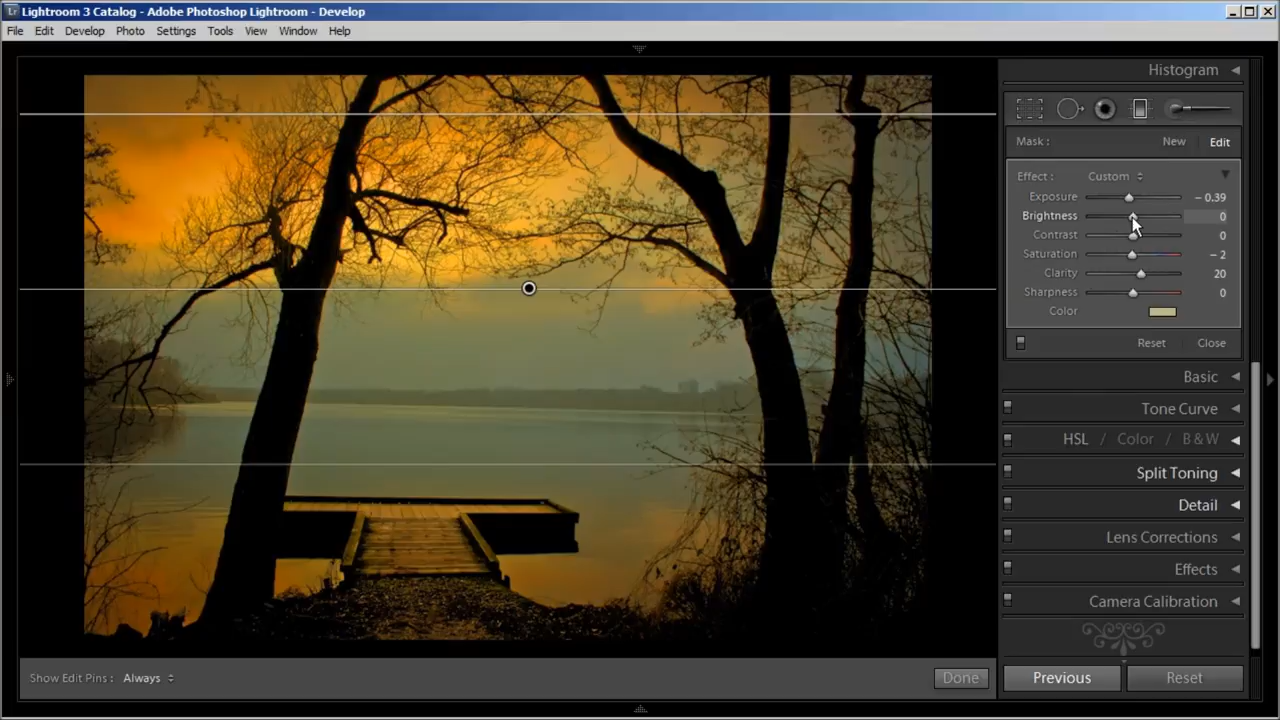 Lr Lightroom 3 Catalog - Adobe Photoshop Lightroom - Develop
File Edit Develop Photo Settings Tools View Window Help
Histogram
Mask : New Edit
Effect : Custom
Exposure − 0.39
Brightness 0
Contrast 0
Saturation − 2
Clarity 20
Sharpness 0
Color
Reset Close
Basic
Tone Curve
HSL / Color / B & W
Split Toning
Detail
Lens Corrections
Effects
Camera Calibration
Show Edit Pins : Always Done
Previous Reset